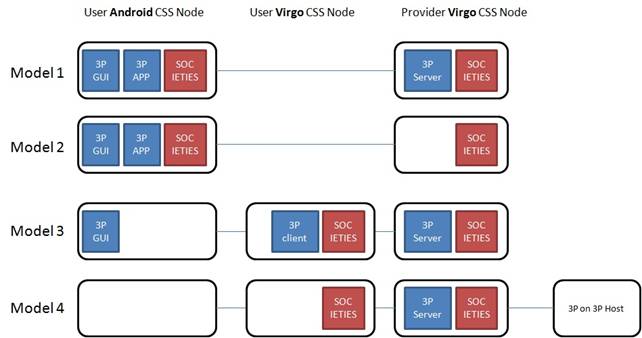 User Android CSS Node User Virgo CSS Node Provider Virgo CSS Node
Model 1
3P
GUI
3P
APP
SOC
IETIES
3P
Server
SOC
IETIES
Model 2
3P
GUI
3P
APP
SOC
IETIES
SOC
IETIES
Model 3
3P
GUI
3P
client
SOC
IETIES
3P
Server
SOC
IETIES
Model 4
SOC
IETIES
3P
Server
SOC
IETIES
3P on 3P Host